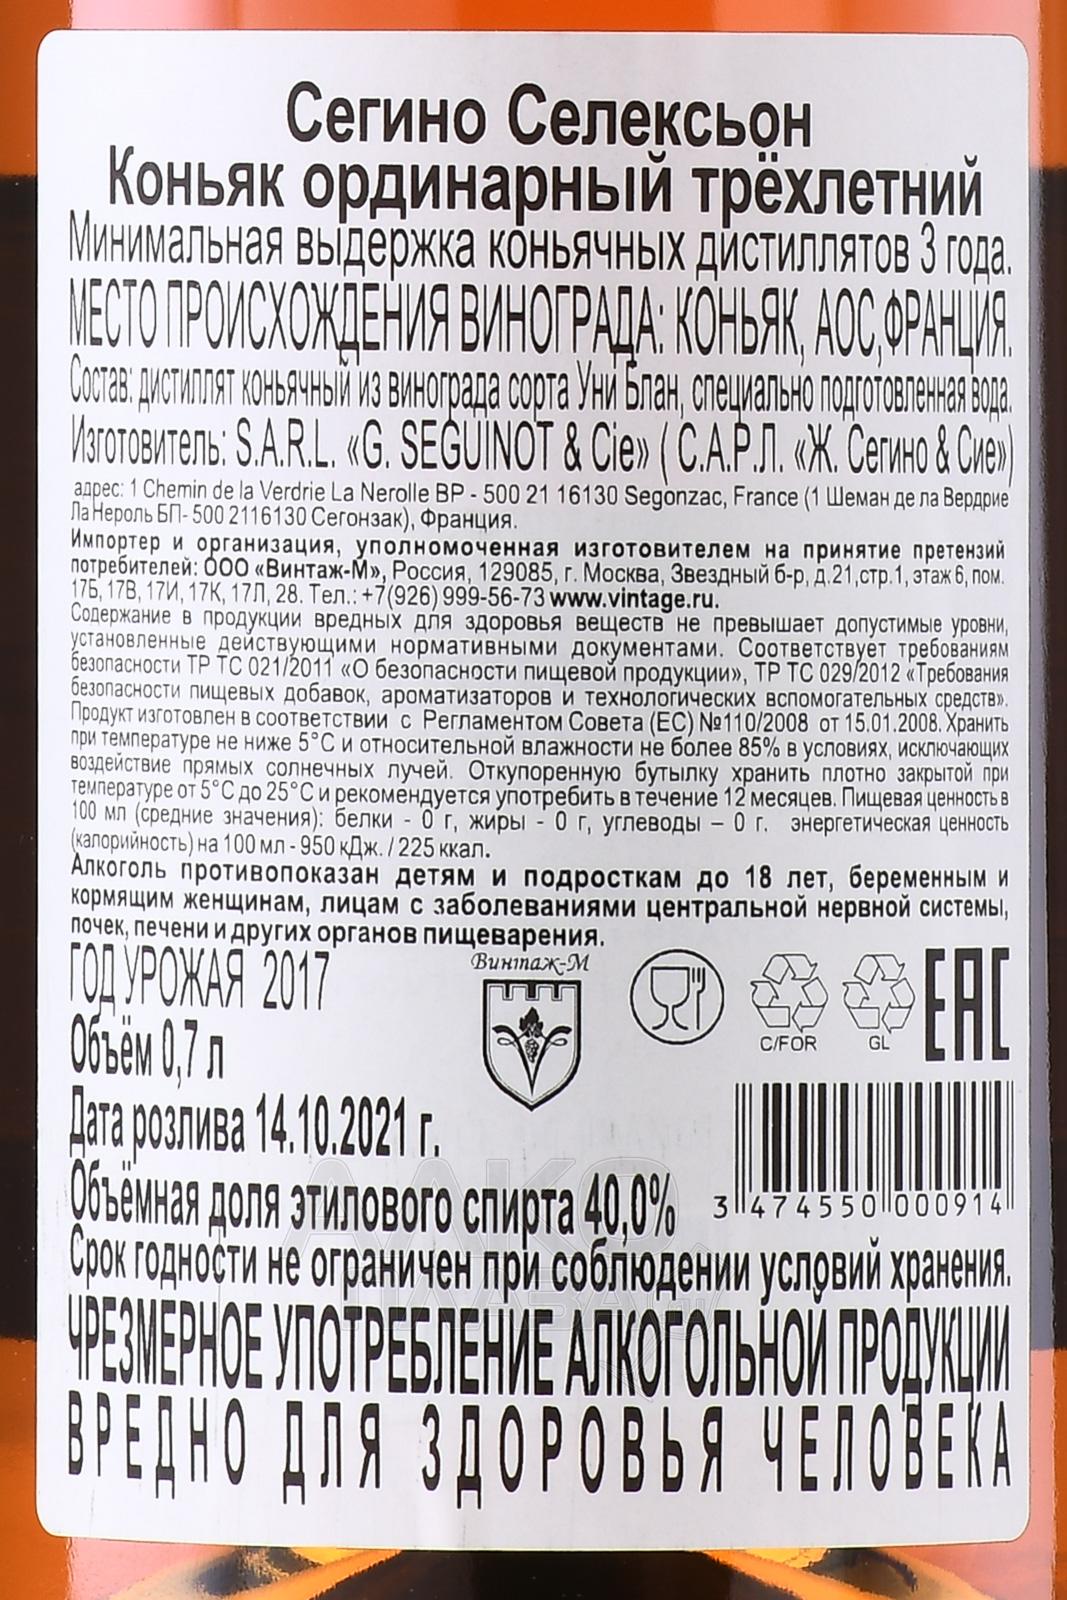 Сегино Селексьон
Коньяк ординарный трёхлетний
Минимальная выдержка коньячных дистиллятов 3 года.
МЕСТО ПРОИСХОЖДЕНИЯ ВИНОГРАДА: КОНЬЯК, АОС,ФРАНЦИЯ.
Состав: дистиллят коньячный из винограда сорта Уни Блан, специально подготовленная вода.
Изготовитель: S.A.R.L. «G. SEGUINOT & Cie» ( С.А.Р.Л. «Ж. Сегино & Сие»)
адрес: 1 Chemin de la Verdrie La Nerolle BP - 500 21 16130 Segonzac, France (1 Шеман де ла Вердрие
Ла Нероль БП- 500 2116130 Сегонзак), Франция.
Импортер и организация, уполномоченная изготовителем на принятие претензий
потребителей: ООО «Винтаж-М», Россия, 129085, г. Москва, Звездный б-р, д.21,стр.1, этаж 6, пом.
17Б, 17В, 17И, 17К, 17Л, 28. Тел.: +7(926) 999-56-73 www.vintage.ru.
Содержание в продукции вредных для здоровья веществ не превышает допустимые уровни,
установленные действующими нормативными документами. Соответствует требованиям
безопасности ТР ТС 021/2011 «О безопасности пищевой продукции», ТР ТС 029/2012 «Требования
безопасности пищевых добавок, ароматизаторов и технологических вспомогательных средств».
Продукт изготовлен в соответствии с Регламентом Совета (ЕС) №110/2008 от 15.01.2008. Хранить
при температуре не ниже 5°С и относительной влажности не более 85% в условиях, исключающих
воздействие прямых солнечных лучей. Откупоренную бутылку хранить плотно закрытой при
температуре от 5°С до 25°С и рекомендуется употребить в течение 12 месяцев. Пищевая ценность в
100 мл (средние значения): белки - 0 г, жиры - 0 г, углеводы – 0 г. энергетическая ценность
(калорийность) на 100 мл - 950 кДж. / 225 ккал.
Алкоголь противопоказан детям и подросткам до 18 лет, беременным и
кормящим женщинам, лицам с заболеваниями центральной нервной системы,
почек, печени и других органов пищеварения.
ГОД УРОЖАЯ 2017
Винтаж-М
C/FOR
GL
EAC
Объём 0,7 л
Дата розлива 14.10.2021 г.
Объёмная доля этилового спирта 40,0%
3 474550 000914
Срок годности не ограничен при соблюдении условий хранения.
ЧРЕЗМЕРНОЕ УПОТРЕБЛЕНИЕ АЛКОГОЛЬНОЙ ПРОДУКЦИИ
ВРЕДНО ДЛЯ ЗДОРОВЬЯ ЧЕЛОВЕКА